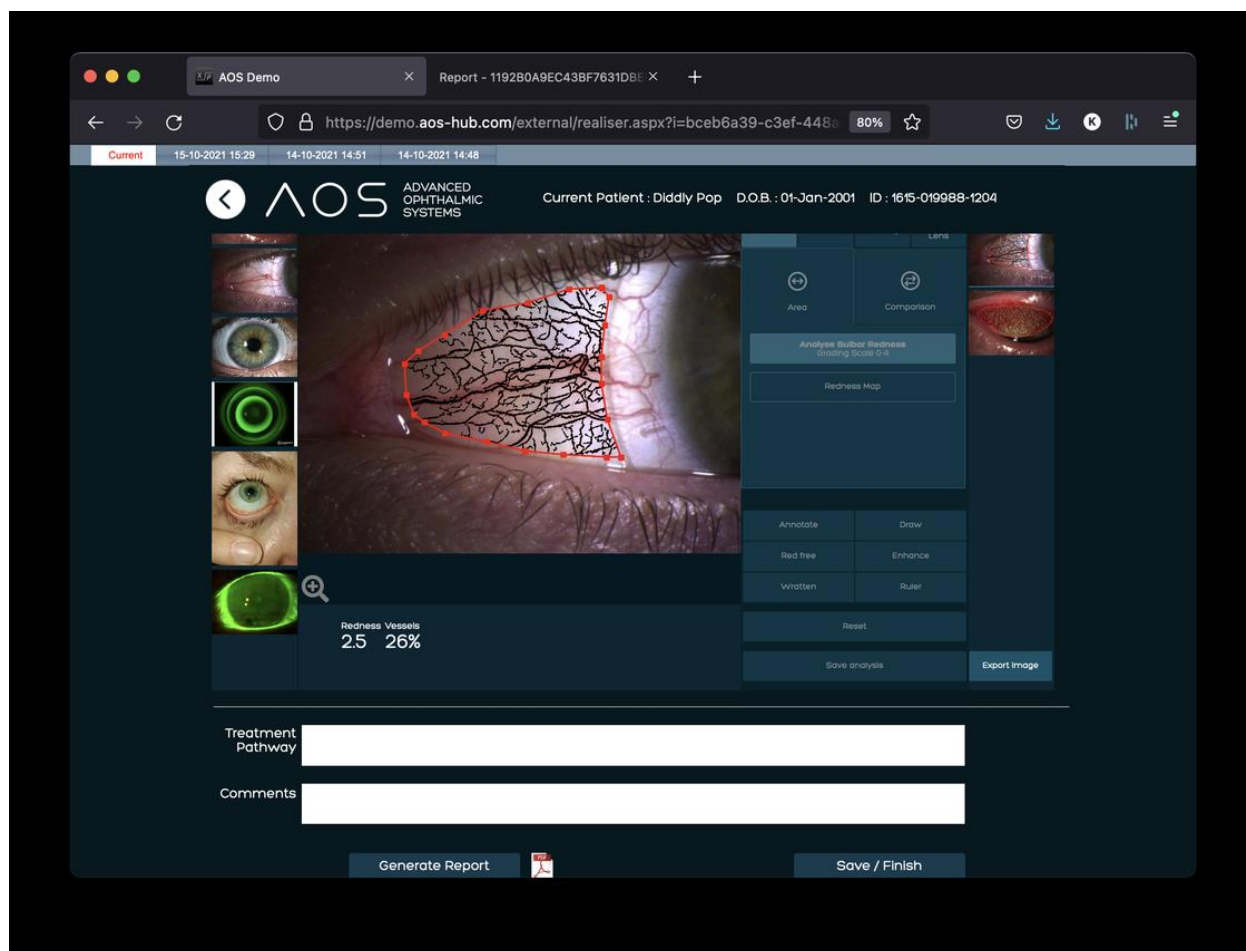 AOS Demo
Report - 1192B0A9EC43BF7631DBE
https://demo.aos-hub.com/external/realiser.aspx?i=bceb6a39-c3ef-448a
80%
K
Current 15-10-2021 15:29 14-10-2021 14:51 14-10-2021 14:48
AOS
ADVANCED
OPHTHALMIC
SYSTEMS
Current Patient : Diddly Pop D.O.B. : 01-Jan-2001 ID : 1615-019988-1204
Lens
Area Comparison
Analyse Bulbar Redness
Grading Scale 0-4
Redness Map
Annotate Draw
Red free Enhance
Wratten Ruler
Reset
Save analysis
Export Image
Redness Vessels
2.5 26%
Treatment
Pathway
Comments
Generate Report
PDF
Save / Finish